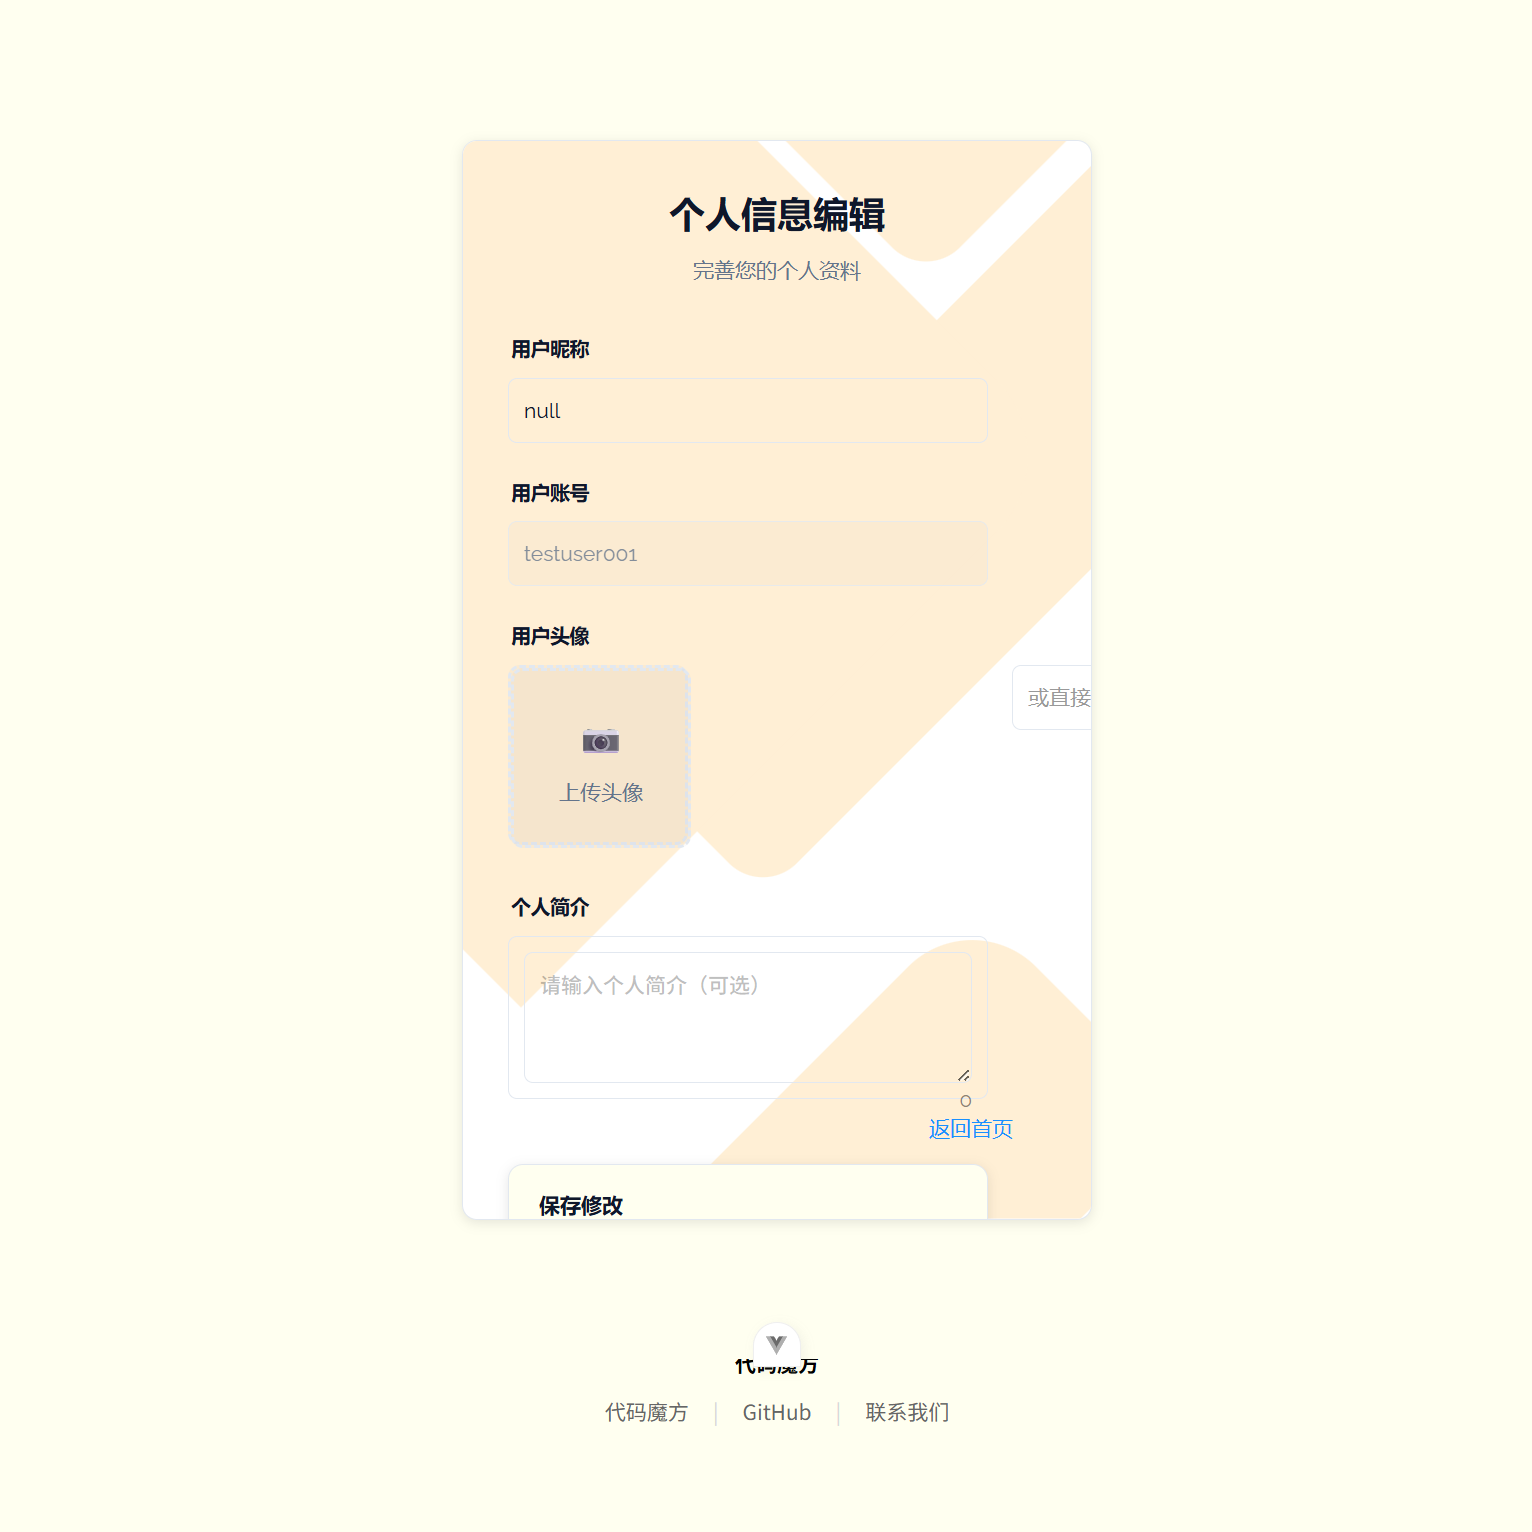 个人信息编辑
完善您的个人资料
用户昵称
null
用户账号
testuser001
用户头像
或直接
上传头像
个人简介
请输入个人简介（可选）
0
返回首页
保存修改
代码魔方
代码魔方 | GitHub | 联系我们